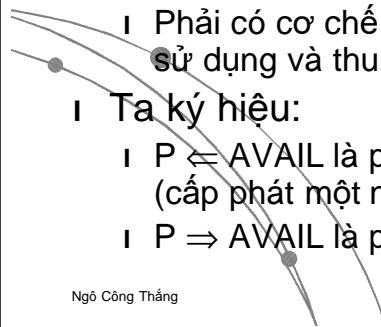 ı Phải có cơ chế
sử dụng và thu
ı Ta ký hiệu:
ı P ⇐ AVAIL là p
(cấp phát một n
ı P ⇒ AVAIL là p
Ngô Công Thắng